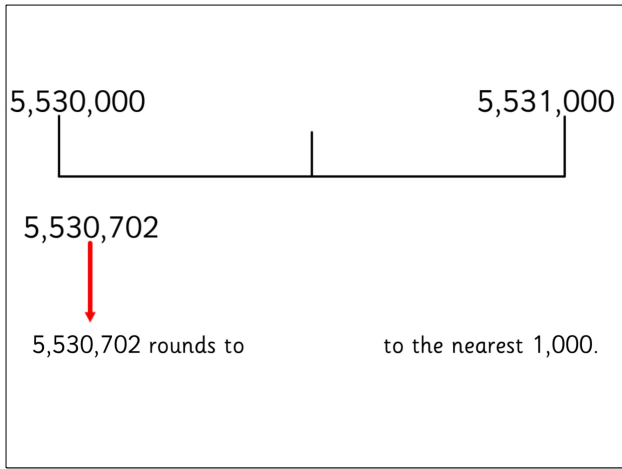 5,530,000 5,531,000
5,530,702
5,530,702 rounds to to the nearest 1,000.